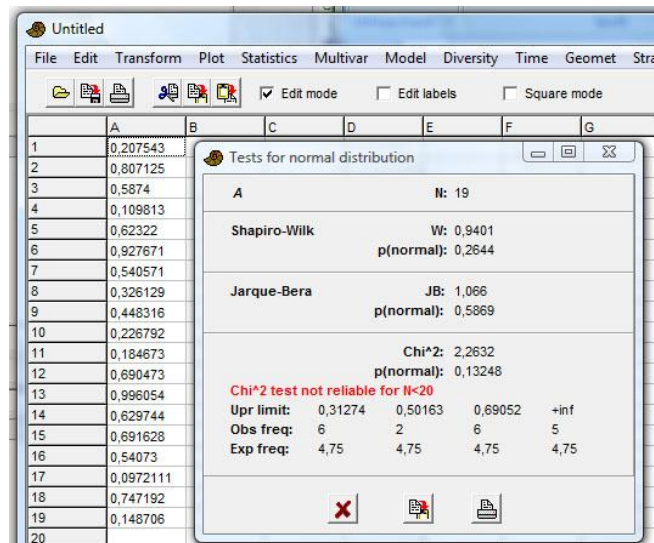 Untitled
File Edit Transform Plot Statistics Multivar Model Diversity Time Geomet Stra
Edit mode Edit labels Square mode
A B C D E F G
1 0,207543
2 0,807125
3 0,5874
4 0,109813
5 0,62322
6 0,927671
7 0,540571
8 0,326129
9 0,448316
10 0,226792
11 0,184673
12 0,690473
13 0,996054
14 0,629744
15 0,691628
16 0,54073
17 0,0972111
18 0,747192
19 0,148706
20
Tests for normal distribution
A N: 19
Shapiro-Wilk W: 0,9401
p(normal): 0,2644
Jarque-Bera JB: 1,066
p(normal): 0,5869
Chi^2: 2,2632
p(normal): 0,13248
Chi^2 test not reliable for N<20
Upr limit: 0,31274 0,50163 0,69052 +inf
Obs freq: 6 2 6 5
Exp freq: 4,75 4,75 4,75 4,75